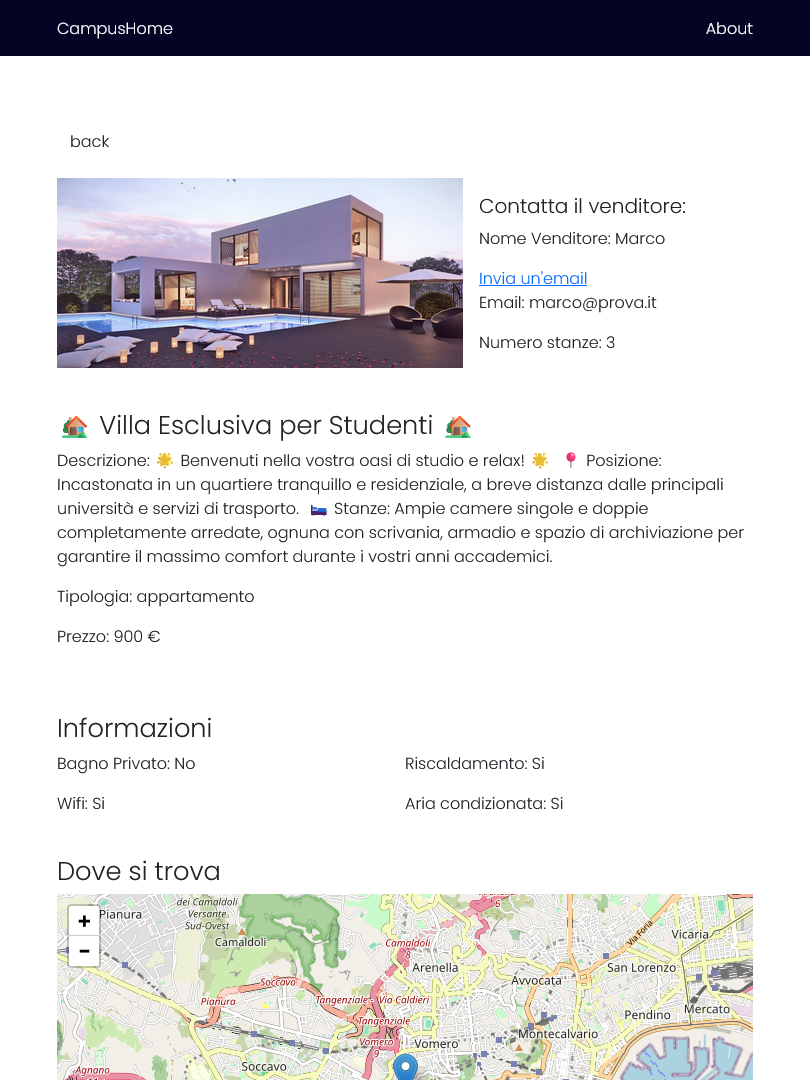 CampusHome
About
back
Contatta il venditore:
Nome Venditore: Marco
Invia un'email
Email: marco@prova.it
Numero stanze: 3
🏠 Villa Esclusiva per Studenti 🏠
Descrizione: 🌟 Benvenuti nella vostra oasi di studio e relax! 🌟 📍 Posizione:
Incastonata in un quartiere tranquillo e residenziale, a breve distanza dalle principali
università e servizi di trasporto. 🛏️ Stanze: Ampie camere singole e doppie
completamente arredate, ognuna con scrivania, armadio e spazio di archiviazione per
garantire il massimo comfort durante i vostri anni accademici.
Tipologia: appartamento
Prezzo: 900 €
Informazioni
Bagno Privato: No
Riscaldamento: Si
Wifi: Si
Aria condizionata: Si
Dove si trova
+
−
Pianura
dei Camaldoli
Versante
Sud-Ovest
Camaldoli
Camaldoli
8
Arenella
Via Foria
Vicaria
San Lorenzo
Avvocata
Soccavo
Pianura
Tangenziale - Via Caldieri
8
Tangenziale
Vomero
9
Vomero
Montecalvario
Pendino
Mercato
Soccavo
Agnano